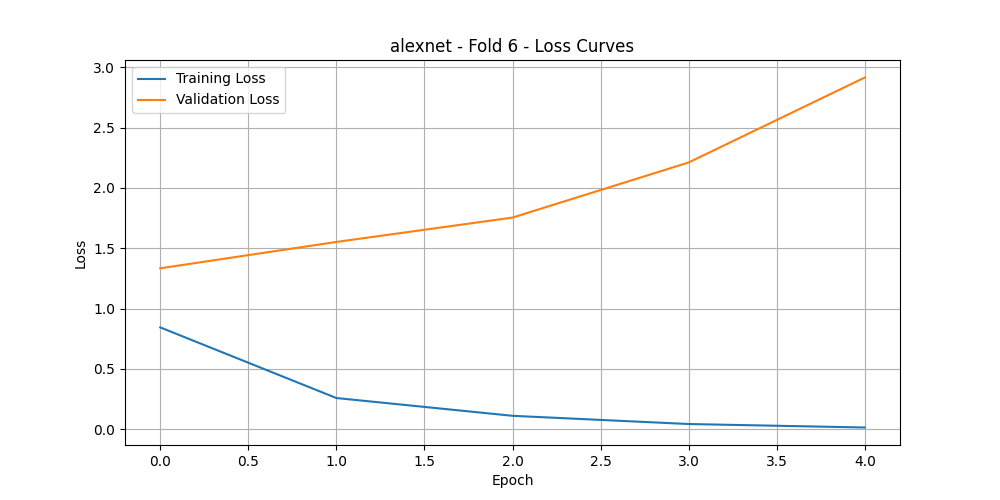 alexnet - Fold 6 - Loss Curves
Training Loss
Validation Loss
Loss
3.0
2.5
2.0
1.5
1.0
0.5
0.0
0.0 0.5 1.0 1.5 2.0 2.5 3.0 3.5 4.0
Epoch